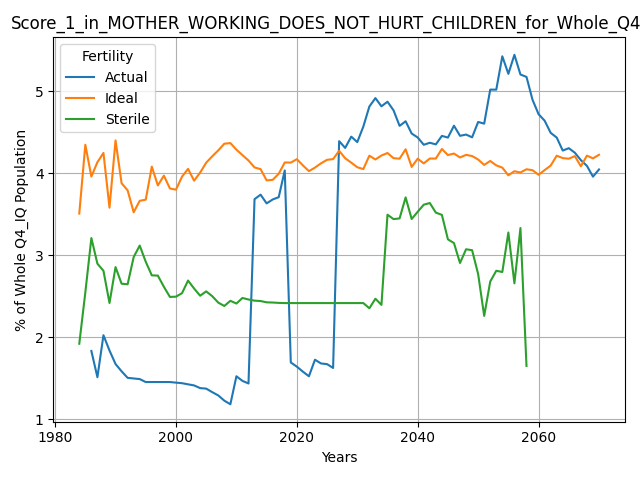 Score_1_in_MOTHER_WORKING_DOES_NOT_HURT_CHILDREN_for_Whole_Q4
Fertility
Actual
Ideal
Sterile
% of Whole Q4_IQ Population
5
4
3
2
1
1980 2000 2020 2040 2060
Years